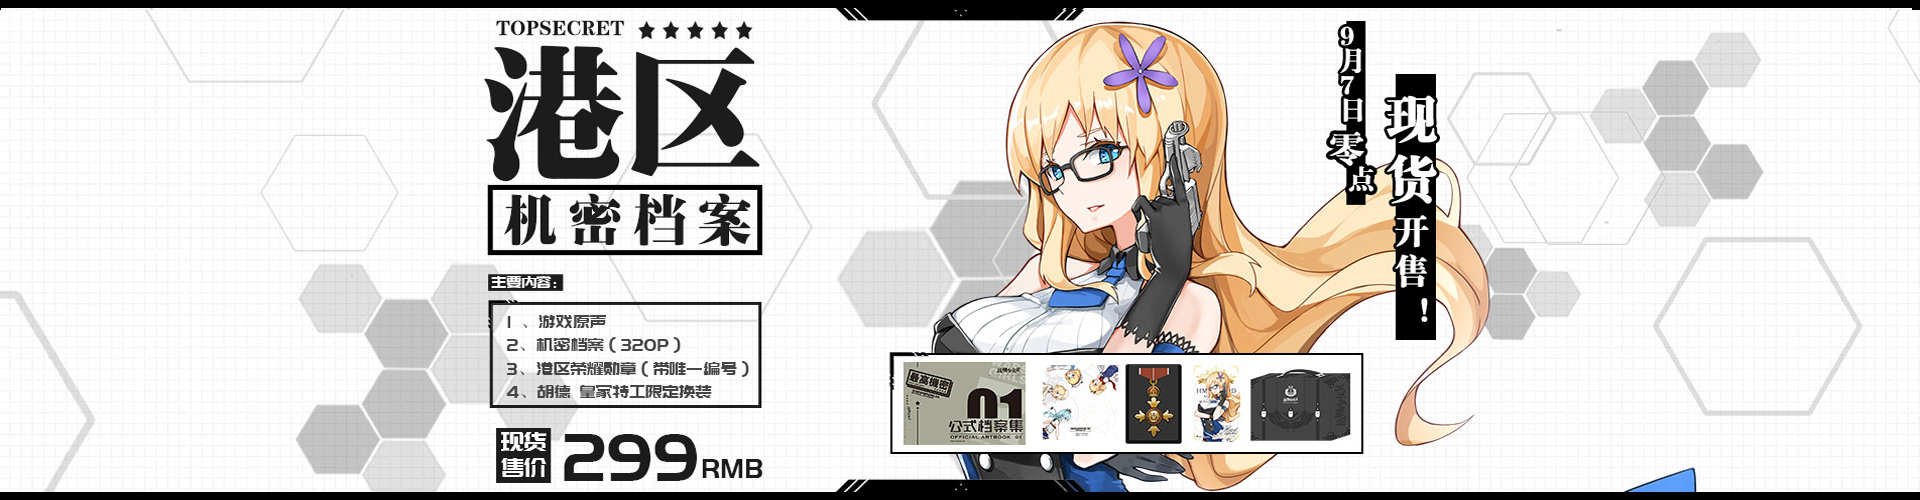 TOPSECRET ★★★★★
港区
机密档案
主要内容：
1、游戏原声
2、机密档案（320P）
3、港区荣耀勋章（带唯一编号）
4、胡德 皇家特工限定换装
现货
售价
299RMB
9月7日零点
现货开售！
最高機密
01
公式档案集
OFFICIAL ARTBOOK 01